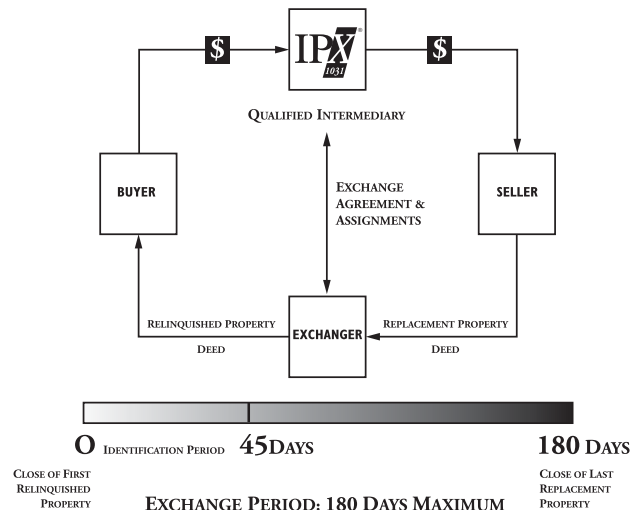 $
IPX®
1031
$
QUALIFIED INTERMEDIARY
BUYER
EXCHANGE
AGREEMENT &
ASSIGNMENTS
SELLER
RELINQUISHED PROPERTY
DEED
EXCHANGER
REPLACEMENT PROPERTY
DEED
0 IDENTIFICATION PERIOD 45DAYS
180 DAYS
CLOSE OF FIRST
RELINQUISHED
PROPERTY
CLOSE OF LAST
REPLACEMENT
PROPERTY
EXCHANGE PERIOD: 180 DAYS MAXIMUM